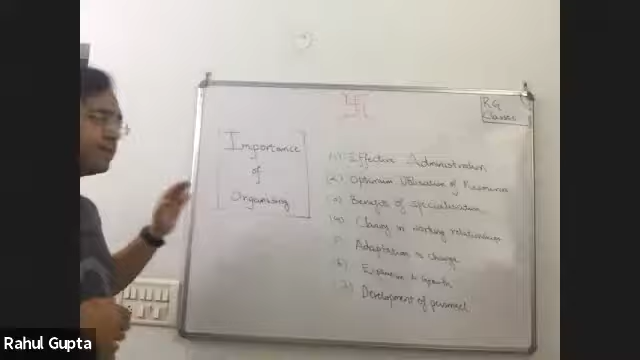 RG
Classes
Importance
of
Organising
(1) Effective Administration
(2) Optimum Utilisation of Resources
(3) Benefits of specialisation
(4) Clarity in working relationships
5) Adaptation to change
6) Expansion & Growth
7) Development of personnel
Rahul Gupta